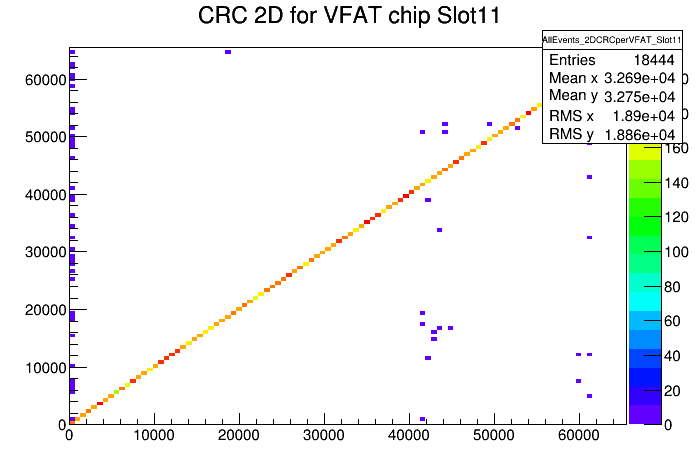 CRC 2D for VFAT chip Slot11
AllEvents_2DCRCperVFAT_Slot11
Entries 18444
Mean x 3.269e+04
Mean y 3.275e+04
RMS x 1.89e+04
RMS y 1.886e+04
60000
50000
40000
30000
20000
10000
0
0 10000 20000 30000 40000 50000 60000
160
140
120
100
80
60
40
20
0